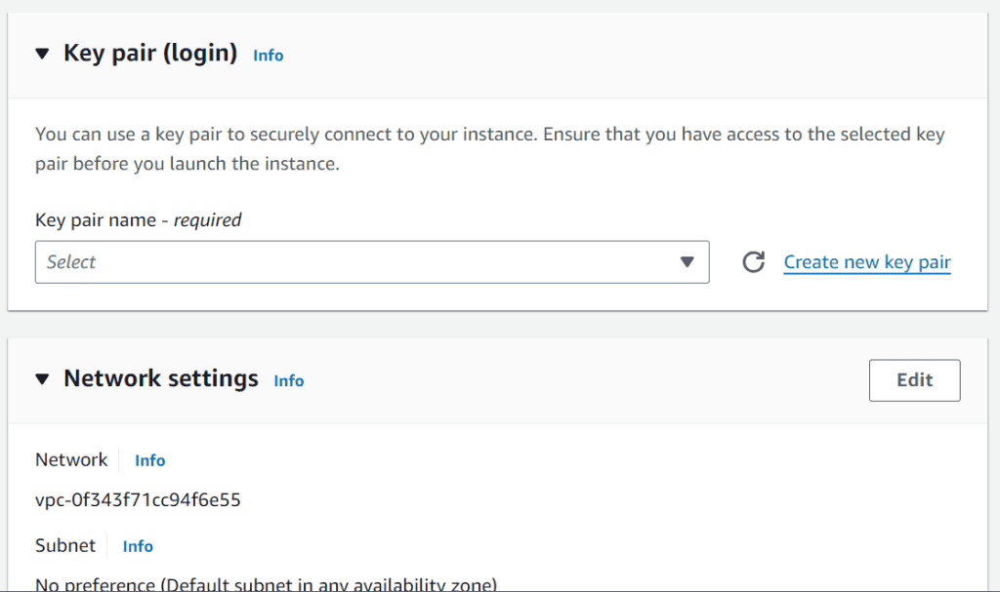 Key pair (login) Info
You can use a key pair to securely connect to your instance. Ensure that you have access to the selected key
pair before you launch the instance.
Key pair name - required
Select
Create new key pair
Network settings Info
Edit
Network Info
vpc-0f343f71cc94f6e55
Subnet Info
No preference (Default subnet in any availability zone)